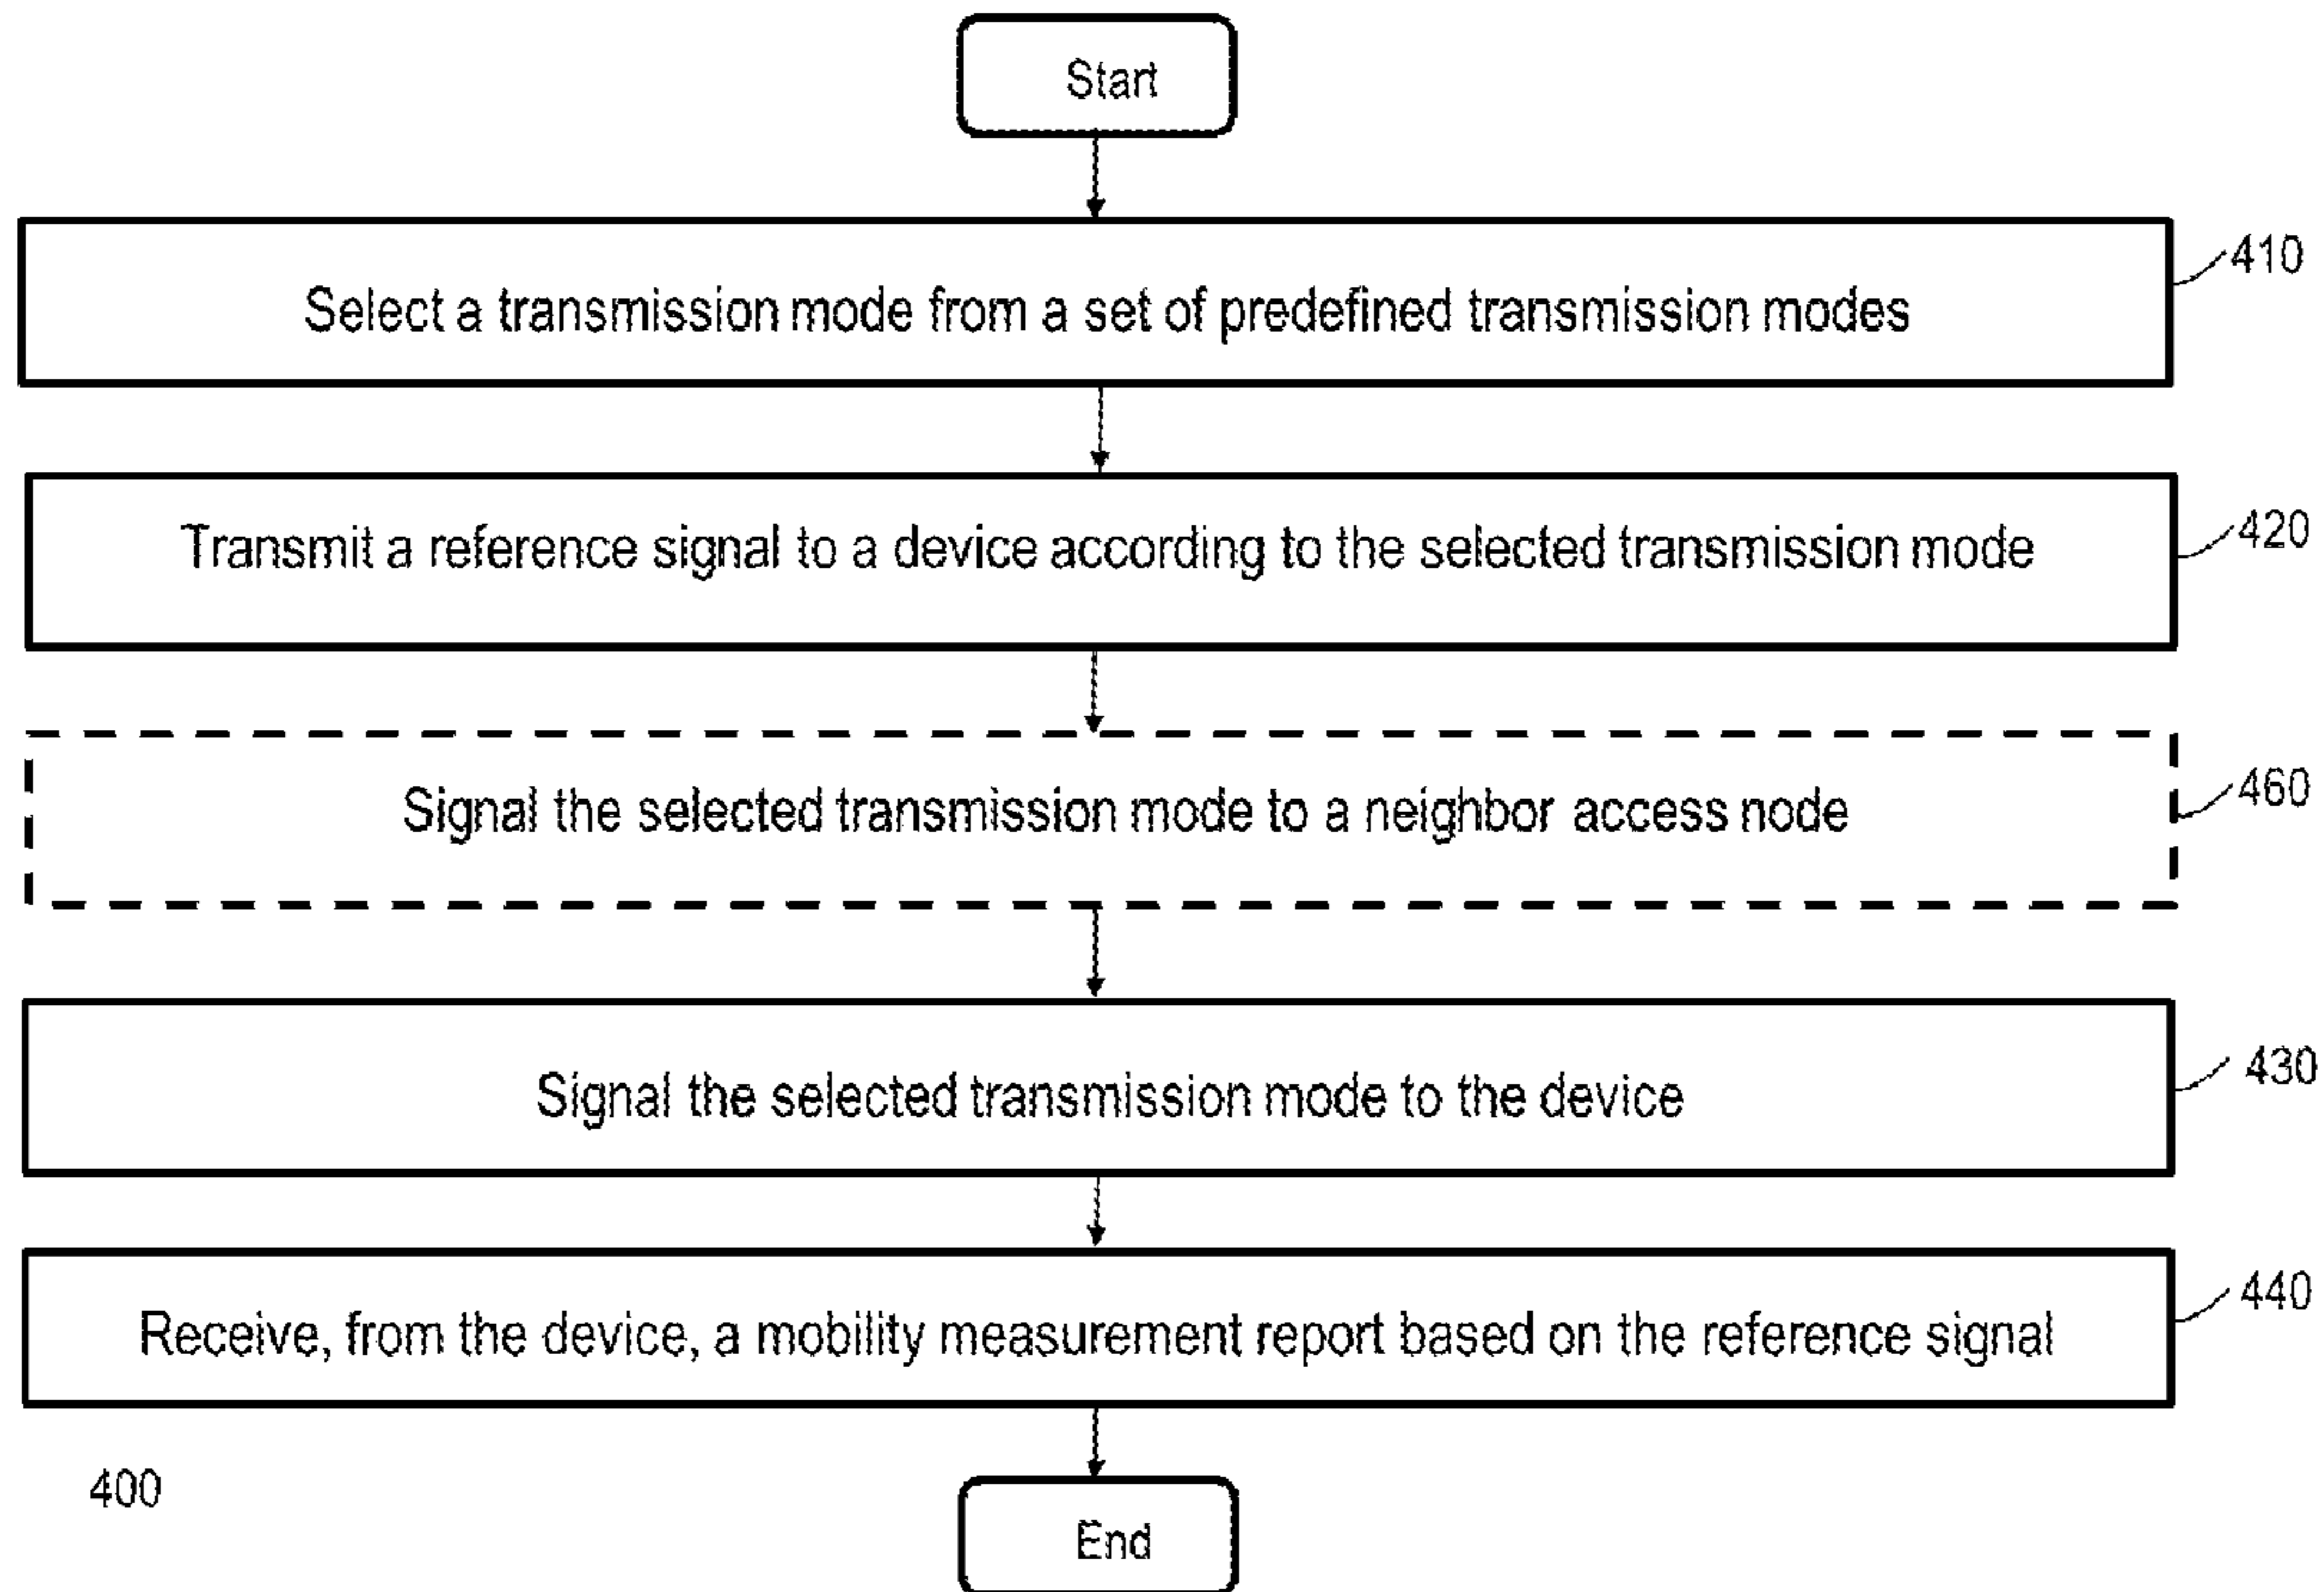 Start
Select a transmission mode from a set of predefined transmission modes
410
Transmit a reference signal to a device according to the selected transmission mode
420
Signal the selected transmission mode to a neighbor access node
460
Signal the selected transmission mode to the device
430
Receive, from the device, a mobility measurement report based on the reference signal
440
400
End